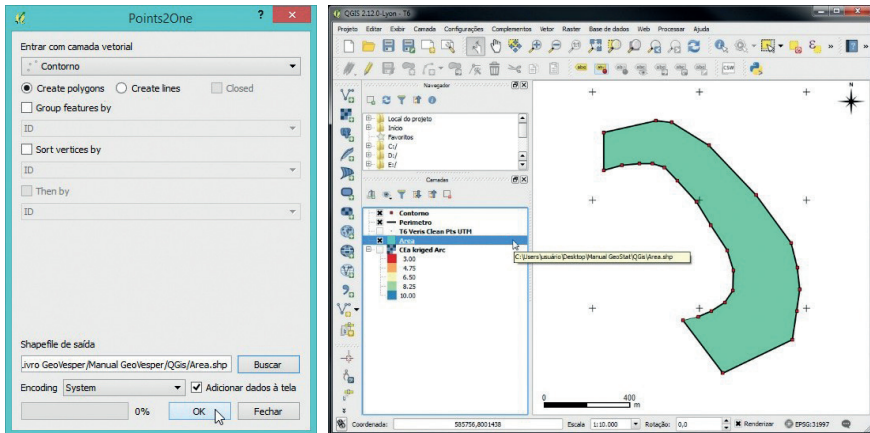 Points2One
?
Entrar com camada vetorial
Contorno
Create polygons Create lines Closed
Group features by
ID
Sort vertices by
ID
Then by
ID
Shapefile de saída
.ivro GeoVesper/Manual GeoVesper/QGis/Area.shp Buscar
Encoding System Adicionar dados à tela
0% OK Fechar
QGIS 2.12.0-Lyon - T6
Projeto Editar Exibir Camada Configurações Complementos Vetor Raster Base de dados Web Processar Ajuda
CSW
Navegador
Local do projeto
Início
Favoritos
C:/
D:/
E:/
Camadas
Contorno
Perimetro
T6 Veris Clean Pts UTM
Area
CEa kriged Arc
3.00
4.75
6.50
8.25
10.00
C:\Users\usuário\Desktop\Manual GeoStat\QGis\Area.shp
N
0 400
m
Coordenada: 585756,8001438 Escala 1:10.000 Rotação: 0,0 Renderizar EPSG:31997